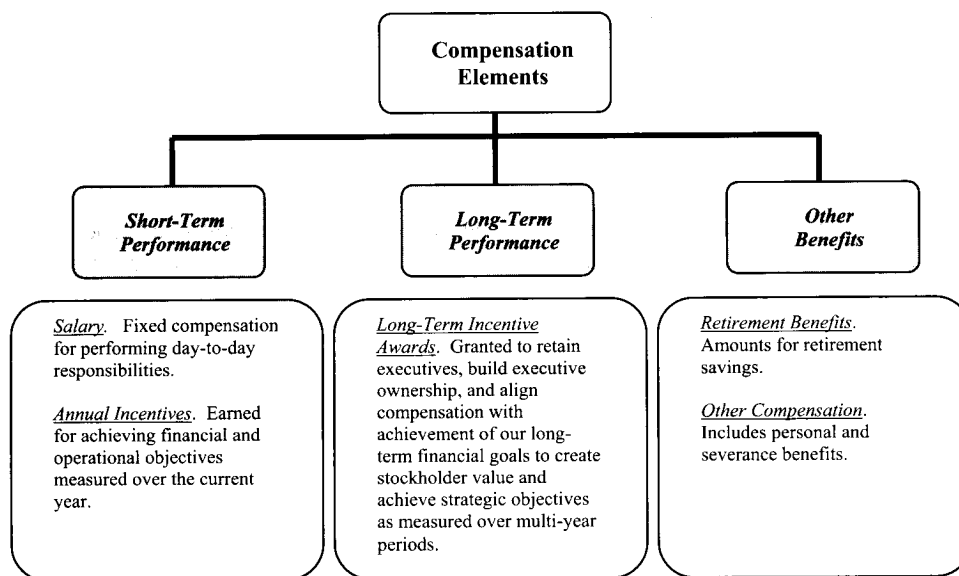 Compensation
Elements
Short-Term
Performance
Long-Term
Performance
Other
Benefits
Salary. Fixed compensation
for performing day-to-day
responsibilities.
Annual Incentives. Earned
for achieving financial and
operational objectives
measured over the current
year.
Long-Term Incentive
Awards. Granted to retain
executives, build executive
ownership, and align
compensation with
achievement of our long-
term financial goals to create
stockholder value and
achieve strategic objectives
as measured over multi-year
periods.
Retirement Benefits.
Amounts for retirement
savings.
Other Compensation.
Includes personal and
severance benefits.